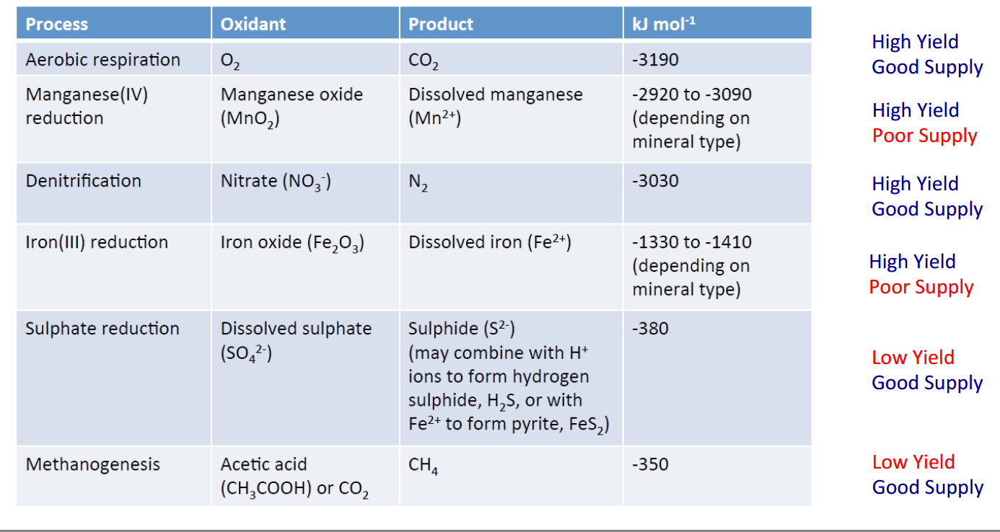 Process Oxidant Product kJ mol⁻¹
High Yield
Good Supply
Aerobic respiration O₂ CO₂ -3190
Manganese(IV)
reduction
Manganese oxide
(MnO₂)
Dissolved manganese
(Mn²⁺)
-2920 to -3090
(depending on
mineral type)
High Yield
Poor Supply
Denitrification Nitrate (NO₃⁻) N₂ -3030
High Yield
Good Supply
Iron(III) reduction Iron oxide (Fe₂O₃) Dissolved iron (Fe²⁺)
-1330 to -1410
(depending on
mineral type)
High Yield
Poor Supply
Sulphate reduction
Dissolved sulphate
(SO₄²⁻)
Sulphide (S²⁻)
(may combine with H⁺
ions to form hydrogen
sulphide, H₂S, or with
Fe²⁺ to form pyrite, FeS₂)
-380
Low Yield
Good Supply
Methanogenesis
Acetic acid
(CH₃COOH) or CO₂
CH₄
-350
Low Yield
Good Supply